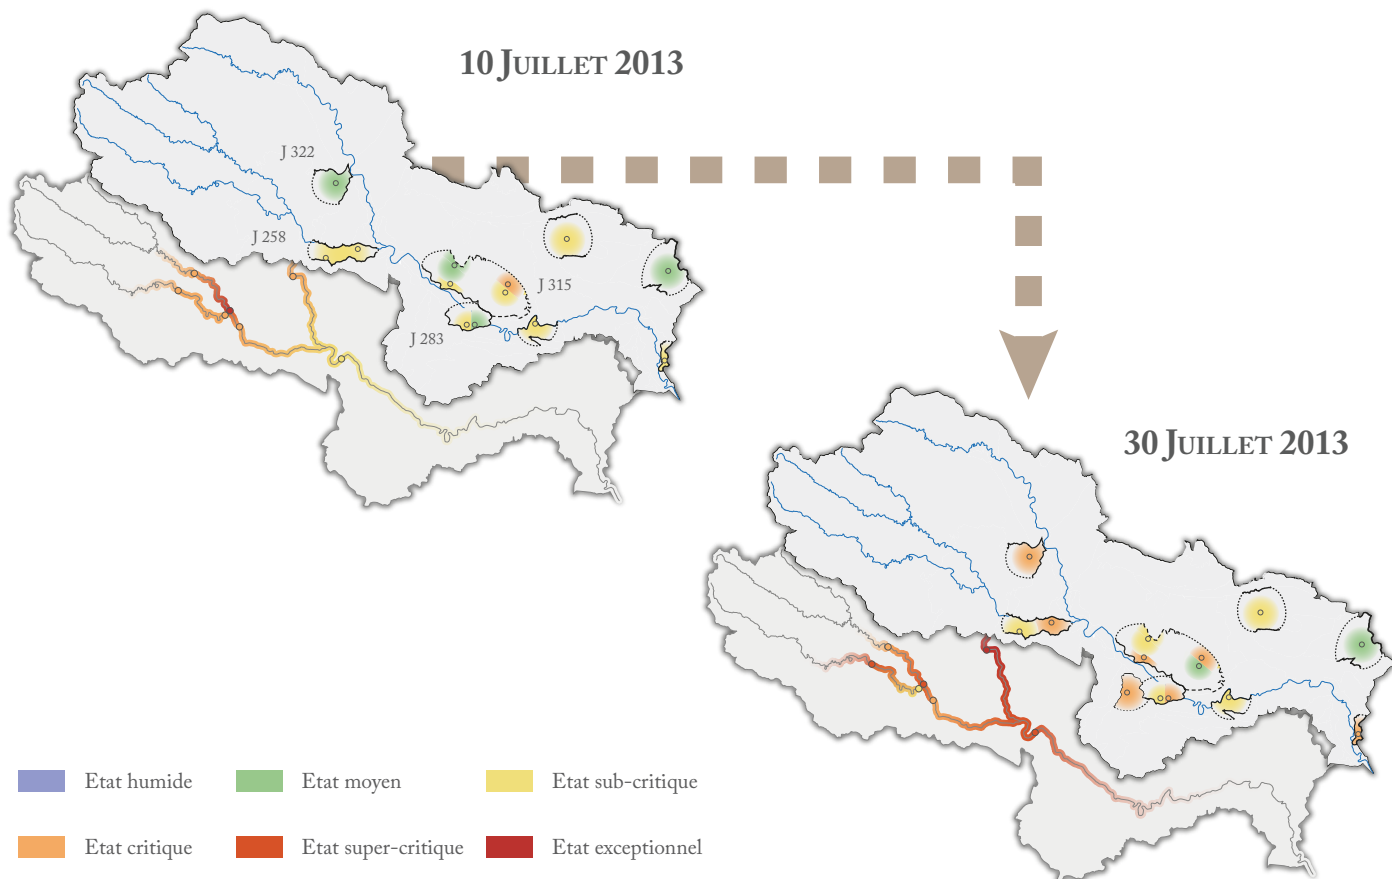 10 JUILLET 2013
J 322
J 258
J 315
J 283
30 JUILLET 2013
Etat humide
Etat moyen
Etat sub-critique
Etat critique
Etat super-critique
Etat exceptionnel